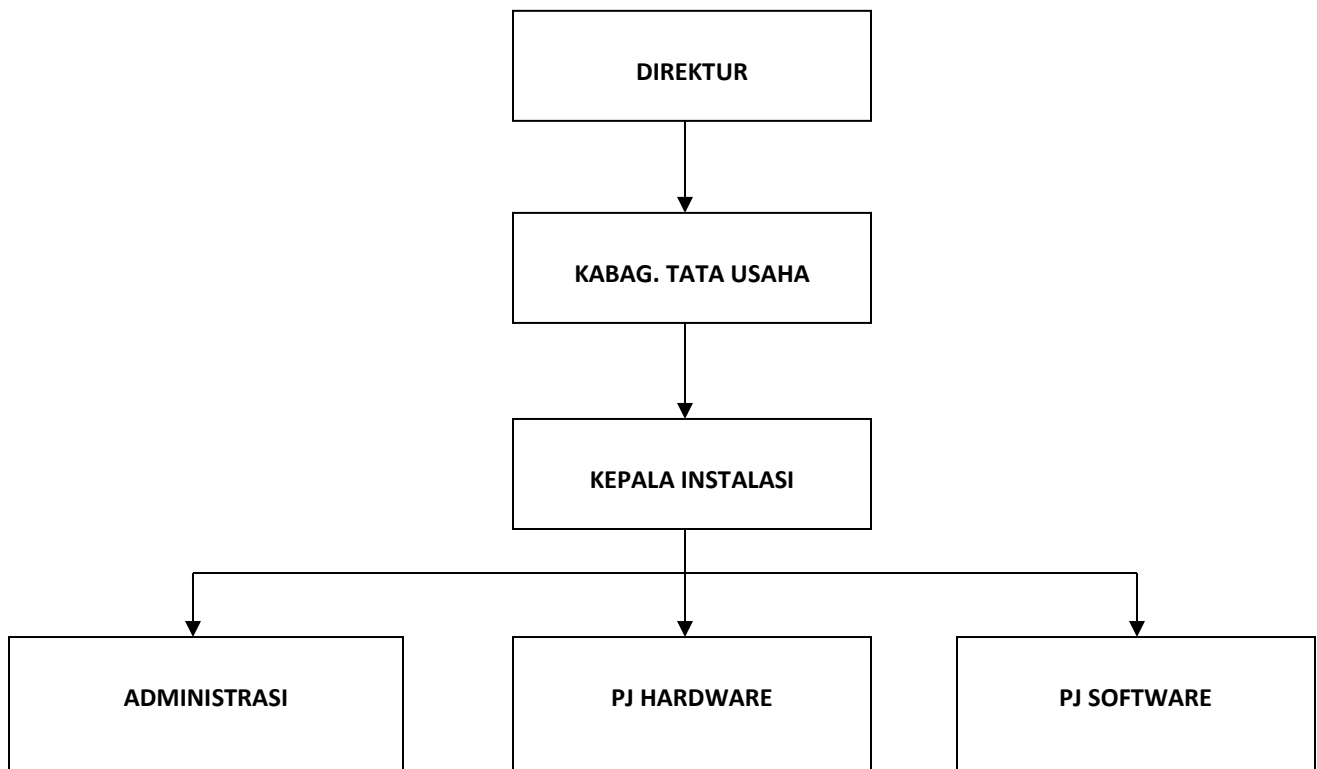 DIREKTUR
KABAG. TATA USAHA
KEPALA INSTALASI
ADMINISTRASI
PJ HARDWARE
PJ SOFTWARE